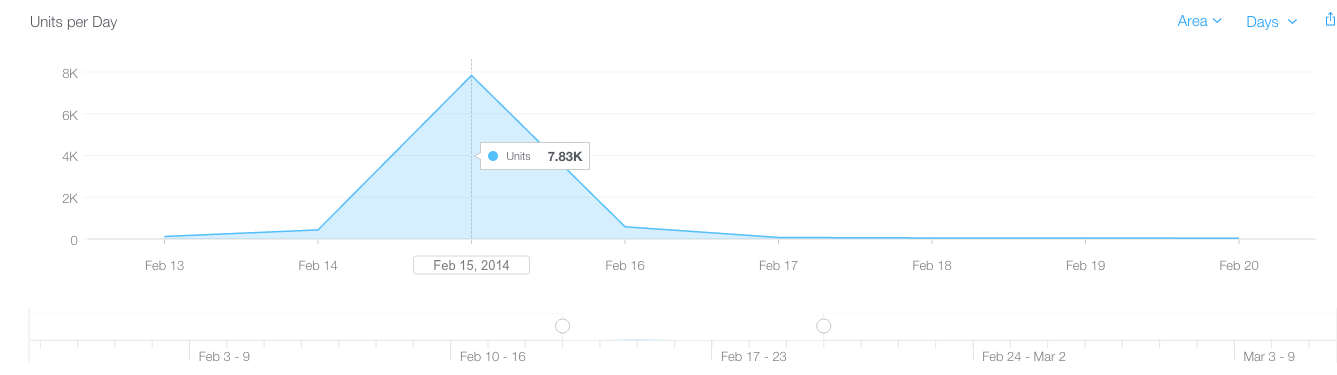 Units per Day
Area
Days
8K
6K
4K
2K
0
Units 7.83K
Feb 13
Feb 14
Feb 15, 2014
Feb 16
Feb 17
Feb 18
Feb 19
Feb 20
Feb 3 - 9
Feb 10 - 16
Feb 17 - 23
Feb 24 - Mar 2
Mar 3 - 9